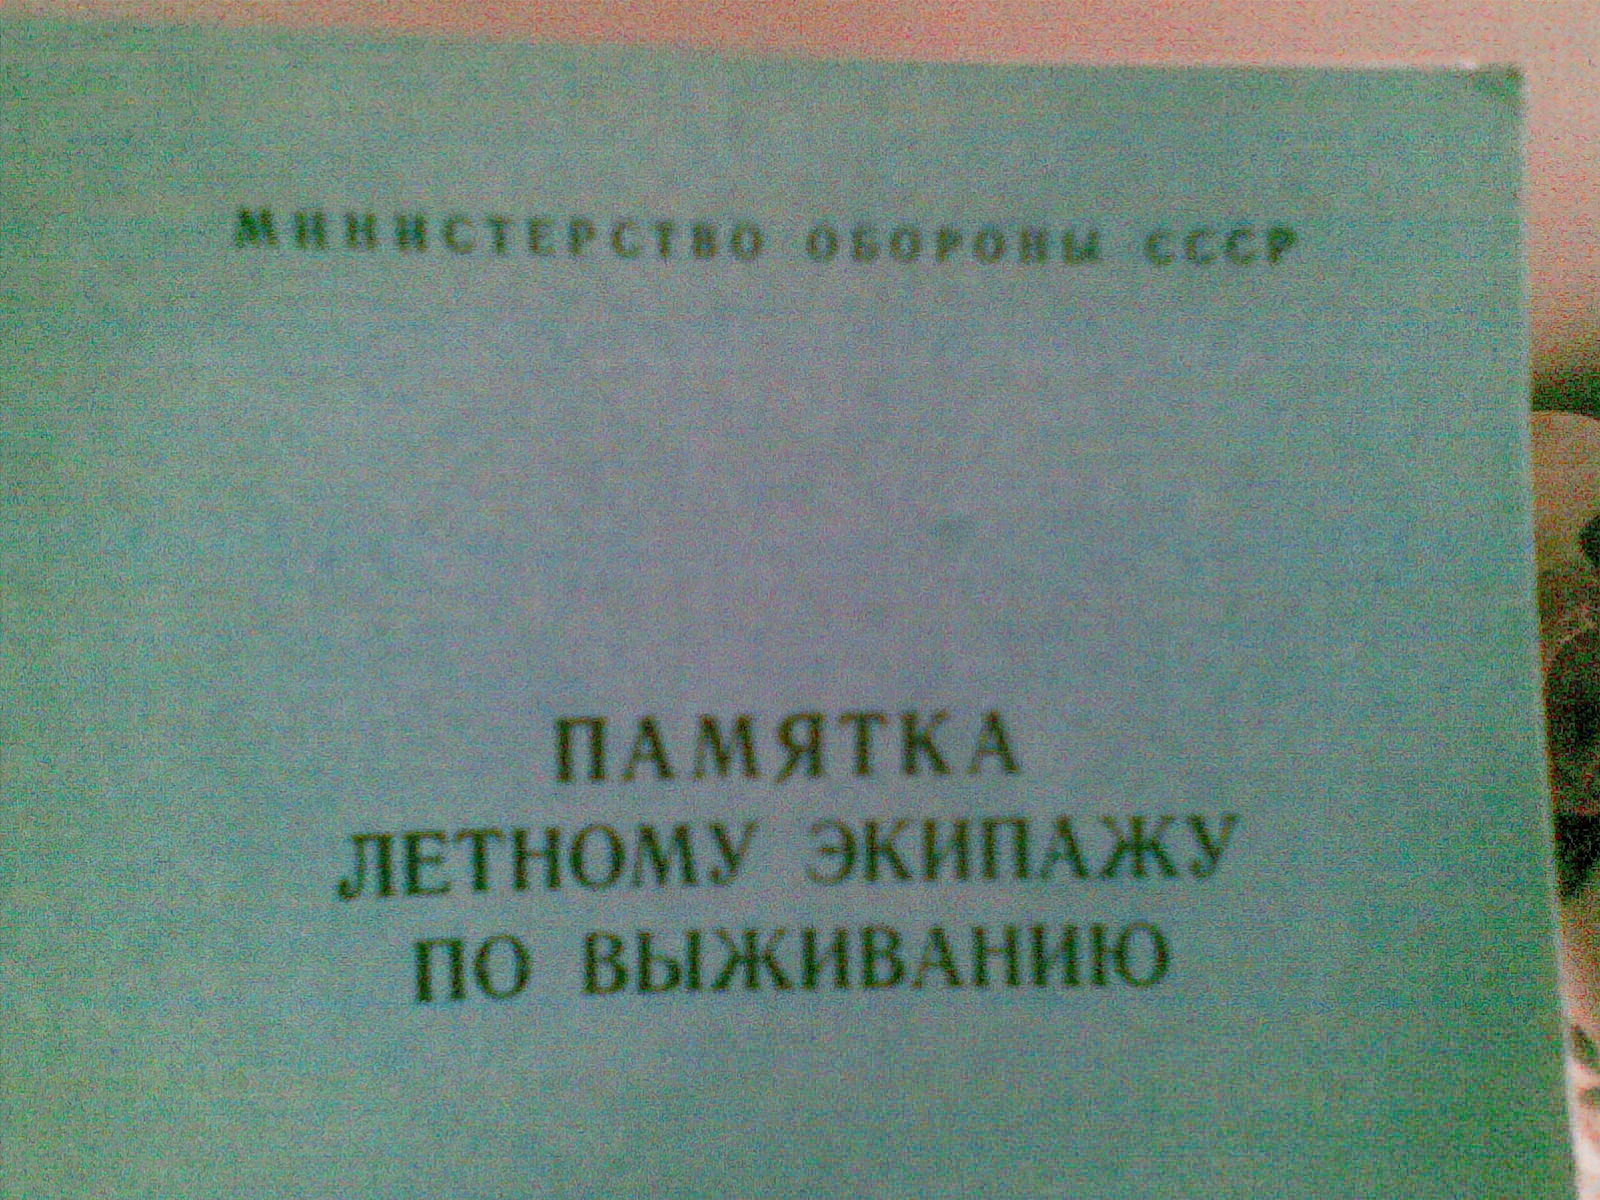 МИНИСТЕРСТВО ОБОРОНЫ СССР
ПАМЯТКА
ЛЕТНОМУ ЭКИПАЖУ
ПО ВЫЖИВАНИЮ